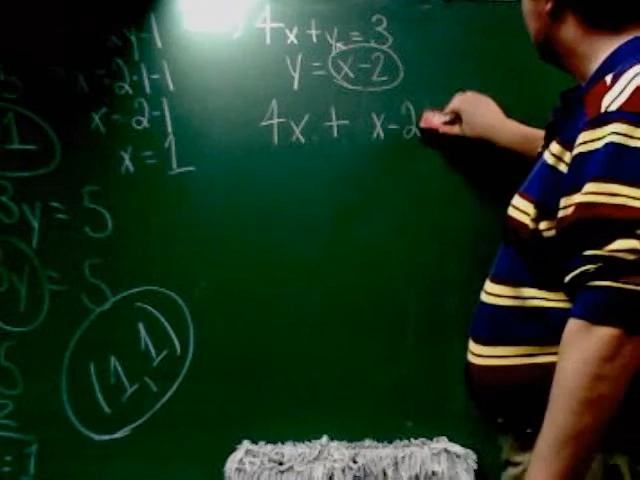 y-1
x=2·1-1
x=2-1
x=1
1
3y=5
y=5
5
2
=1
(1,1)
4x+y=3
y=x-2
4x+x-2